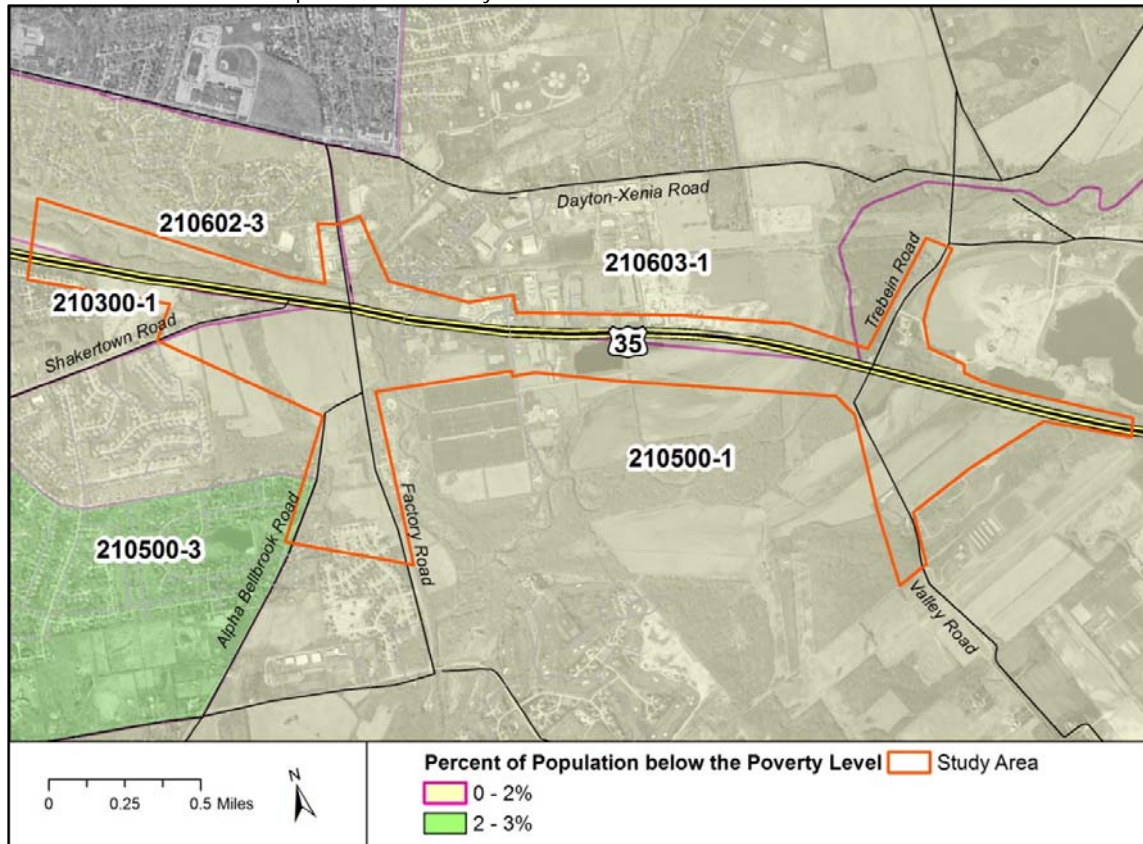 Dayton-Xenia Road
210602-3
210603-1
Trebein Road
210300-1
Shakertown Road
35
210500-1
210500-3
Alpha Bellbrook Road
Factory Road
Valley Road
Percent of Population below the Poverty Level
Study Area
0 - 2%
2 - 3%
N
0 0.25 0.5 Miles